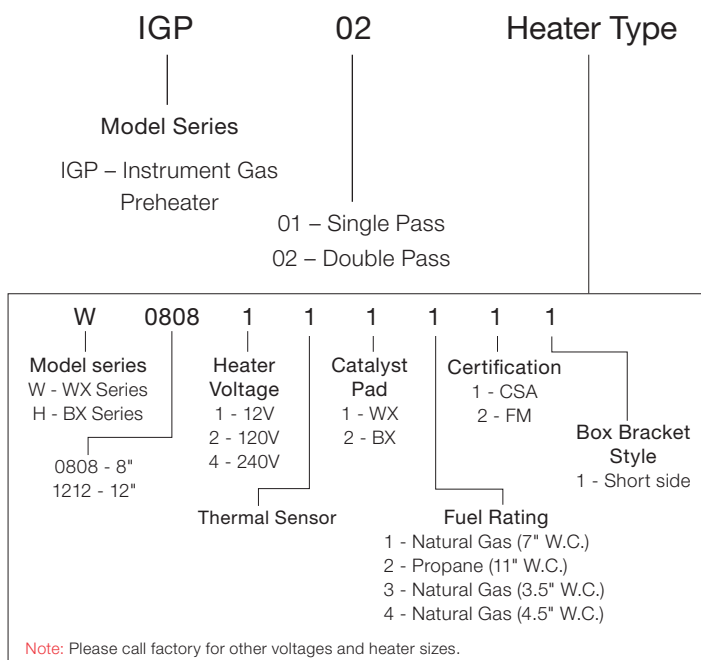 IGP 02 Heater Type
Model Series
IGP – Instrument Gas
Preheater
01 – Single Pass
02 – Double Pass
W 0808 1 1 1 1 1 1
Model series
W - WX Series
H - BX Series
0808 - 8"
1212 - 12"
Heater
Voltage
1 - 12V
2 - 120V
4 - 240V
Thermal Sensor
Catalyst
Pad
1 - WX
2 - BX
Fuel Rating
1 - Natural Gas (7" W.C.)
2 - Propane (11" W.C.)
3 - Natural Gas (3.5" W.C.)
4 - Natural Gas (4.5" W.C.)
Certification
1 - CSA
2 - FM
Box Bracket
Style
1 - Short side
Note: Please call factory for other voltages and heater sizes.